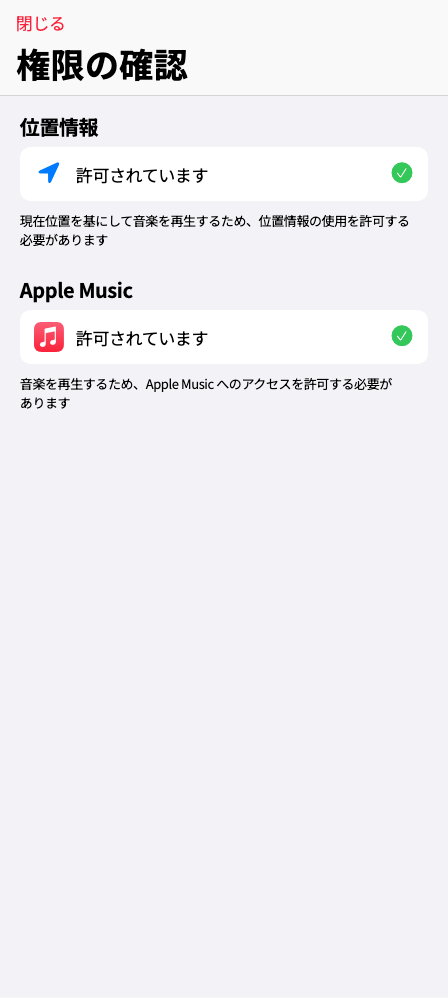 閉じる
権限の確認
位置情報
許可されています
現在位置を基にして音楽を再生するため、位置情報の使用を許可する
必要があります
Apple Music
許可されています
音楽を再生するため、Apple Music へのアクセスを許可する必要が
あります